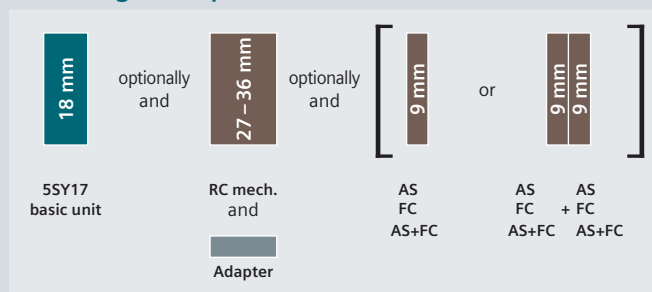 18 mm
optionally
and
27 – 36 mm
optionally
and
9 mm
or
9 mm
9 mm
5SY17
basic unit
RC mech.
and
Adapter
AS
FC
AS+FC
AS AS
FC + FC
AS+FC AS+FC